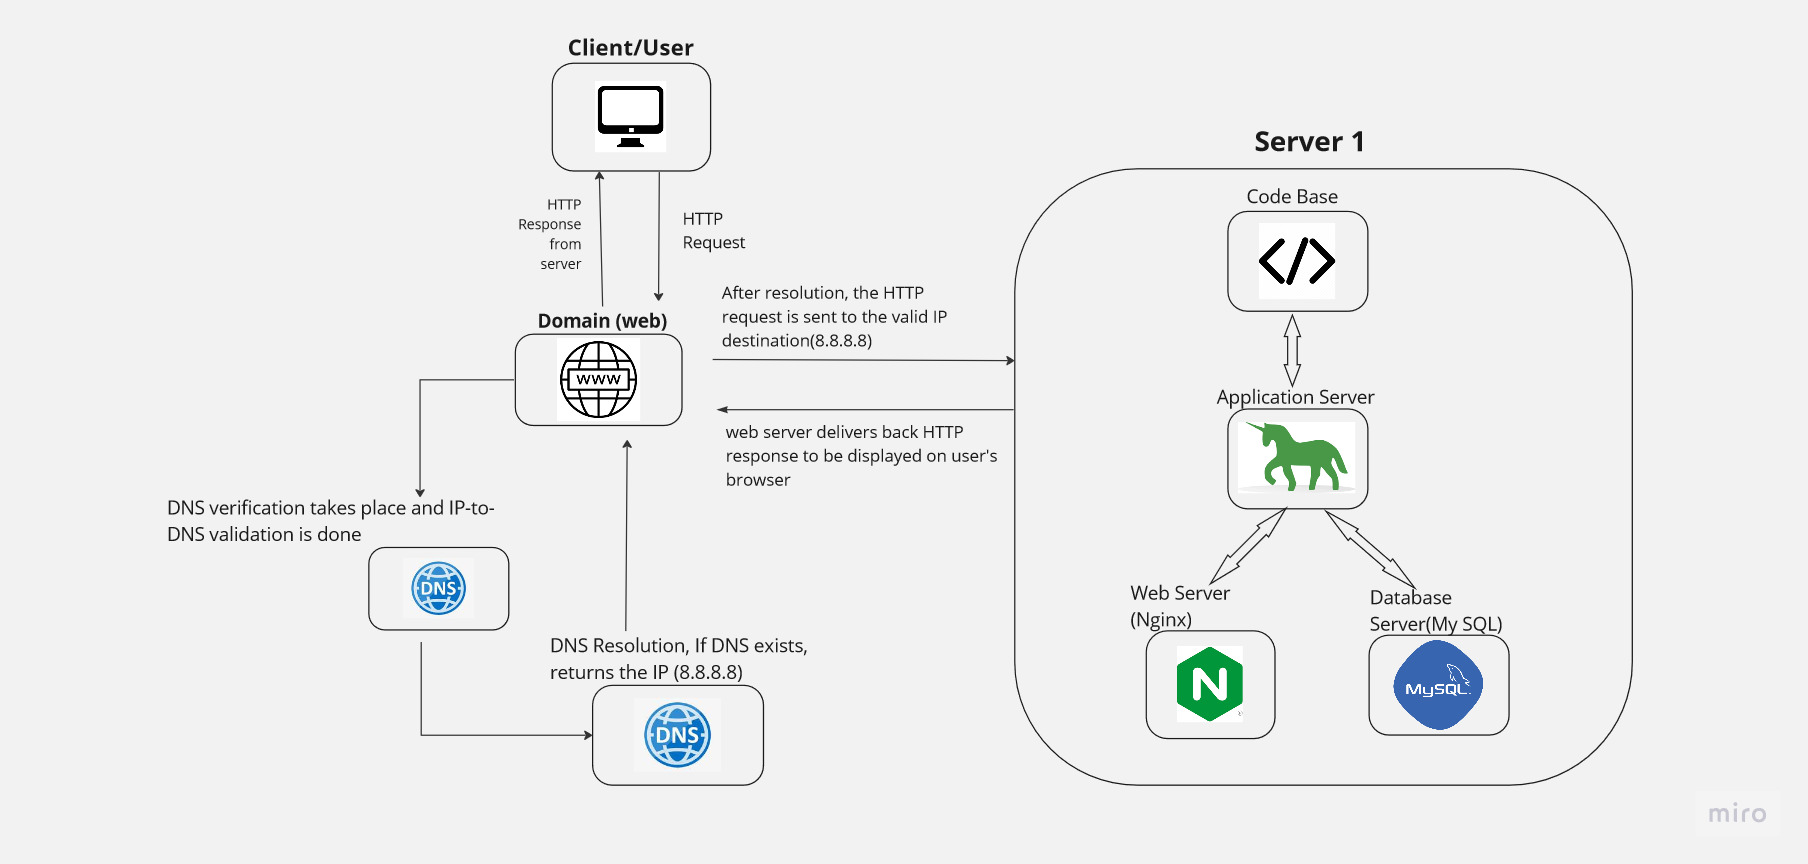 Client/User
HTTP
Response
from
server
HTTP
Request
Domain (web)
www
After resolution, the HTTP
request is sent to the valid IP
destination(8.8.8.8)
web server delivers back HTTP
response to be displayed on user's
browser
DNS verification takes place and IP-to-
DNS validation is done
DNS
DNS Resolution, If DNS exists,
returns the IP (8.8.8.8)
DNS
Server 1
Code Base
</>
Application Server
Web Server
(Nginx)
N
Database
Server(My SQL)
MySQL
miro